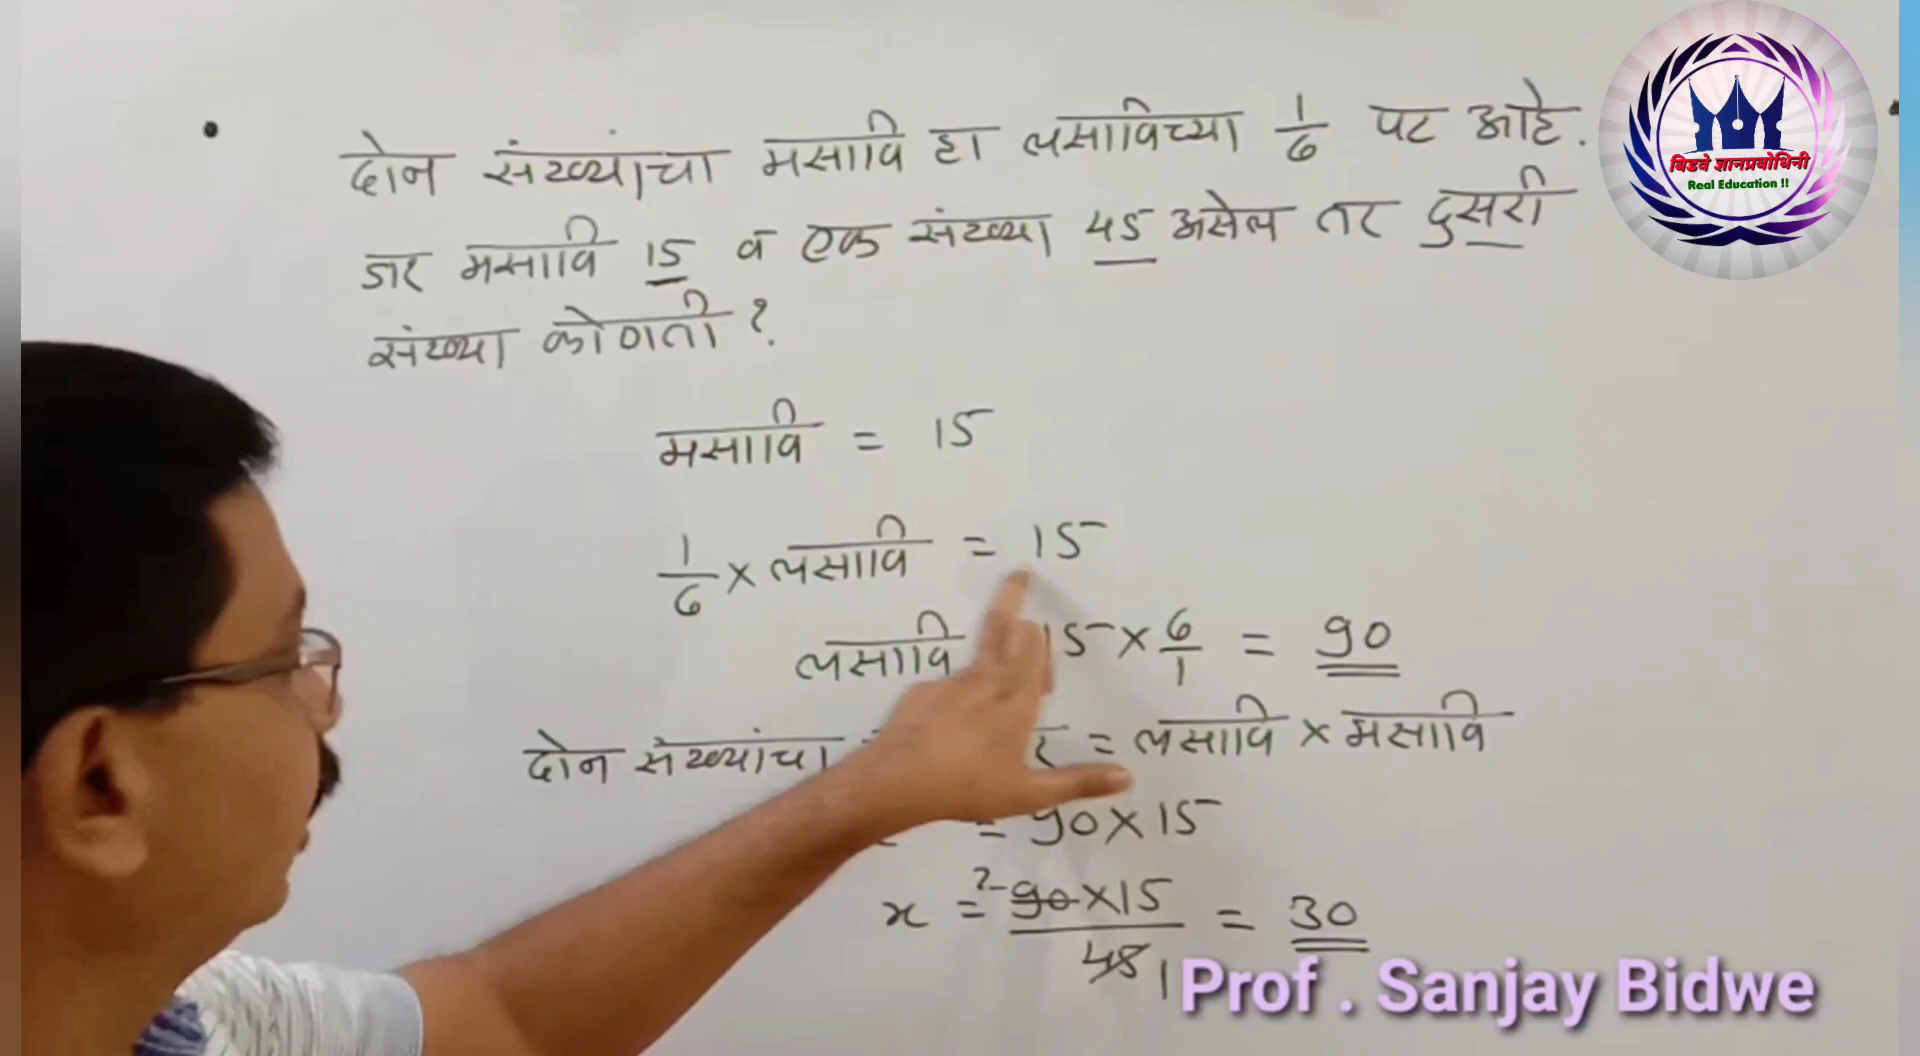 दोन संख्यांचा मसावि हा लसाविच्या 1/6 पट आहे.
जर मसावि 15 व एक संख्या 45 असेल तर दुसरी
संख्या कोणती?
मसावि = 15
1/6 × लसावि = 15
लसावि 15 × 6/1 = 90
दोन संख्यांचा = लसावि × मसावि
= 90 × 15
x = 90 × 15 / 45 = 30
2
1
बिडवे ज्ञानप्रबोधिनी
Real Education !!
Prof . Sanjay Bidwe